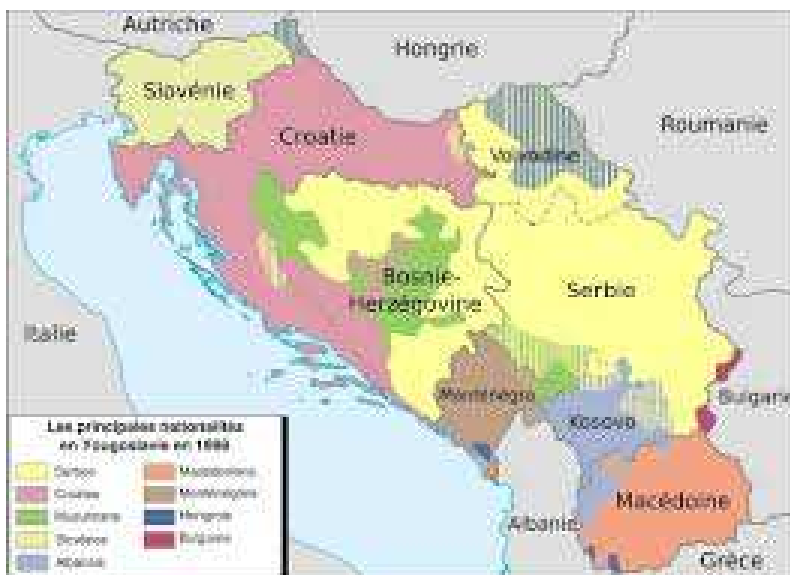 Autriche
Hongrie
Slovénie
Roumanie
Croatie
Voïvodine
Bosnie-
Herzégovine
Serbie
Italie
Monténégro
Bulgarie
Kosovo
Les principales nationalités
en Yougoslavie en
Serbes
Macédoniens
Croates
Monténégrins
Musulmans
Hongrois
Slovènes
Bulgares
Albanais
Macédoine
Albanie
Grèce